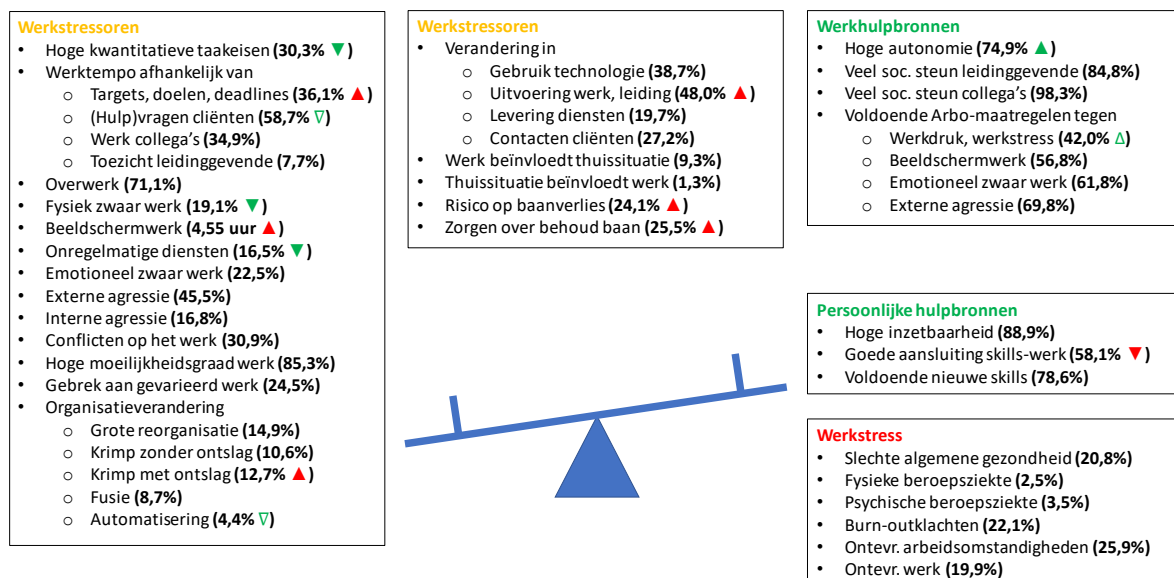 Werkstressoren
• Hoge kwantitatieve taakeisen (30,3% ▼)
• Werktempo afhankelijk van
o Targets, doelen, deadlines (36,1% ▲)
o (Hulp)vragen cliënten (58,7% ∇)
o Werk collega's (34,9%)
o Toezicht leidinggevende (7,7%)
• Overwerk (71,1%)
• Fysiek zwaar werk (19,1% ▼)
• Beeldschermwerk (4,55 uur ▲)
• Onregelmatige diensten (16,5% ▼)
• Emotioneel zwaar werk (22,5%)
• Externe agressie (45,5%)
• Interne agressie (16,8%)
• Conflicten op het werk (30,9%)
• Hoge moeilijkheidsgraad werk (85,3%)
• Gebrek aan gevarieerd werk (24,5%)
• Organisatieverandering
o Grote reorganisatie (14,9%)
o Krimp zonder ontslag (10,6%)
o Krimp met ontslag (12,7% ▲)
o Fusie (8,7%)
o Automatisering (4,4% ∇)
Werkstressoren
• Verandering in
o Gebruik technologie (38,7%)
o Uitvoering werk, leiding (48,0% ▲)
o Levering diensten (19,7%)
o Contacten cliënten (27,2%)
• Werk beïnvloedt thuissituatie (9,3%)
• Thuissituatie beïnvloedt werk (1,3%)
• Risico op baanverlies (24,1% ▲)
• Zorgen over behoud baan (25,5% ▲)
Werkhulpbronnen
• Hoge autonomie (74,9% ▲)
• Veel soc. steun leidinggevende (84,8%)
• Veel soc. steun collega's (98,3%)
• Voldoende Arbo-maatregelen tegen
o Werkdruk, werkstress (42,0% Δ)
o Beeldschermwerk (56,8%)
o Emotioneel zwaar werk (61,8%)
o Externe agressie (69,8%)
Persoonlijke hulpbronnen
• Hoge inzetbaarheid (88,9%)
• Goede aansluiting skills-werk (58,1% ▼)
• Voldoende nieuwe skills (78,6%)
Werkstress
• Slechte algemene gezondheid (20,8%)
• Fysieke beroepsziekte (2,5%)
• Psychische beroepsziekte (3,5%)
• Burn-outklachten (22,1%)
• Ontevr. arbeidsomstandigheden (25,9%)
• Ontevr. werk (19,9%)